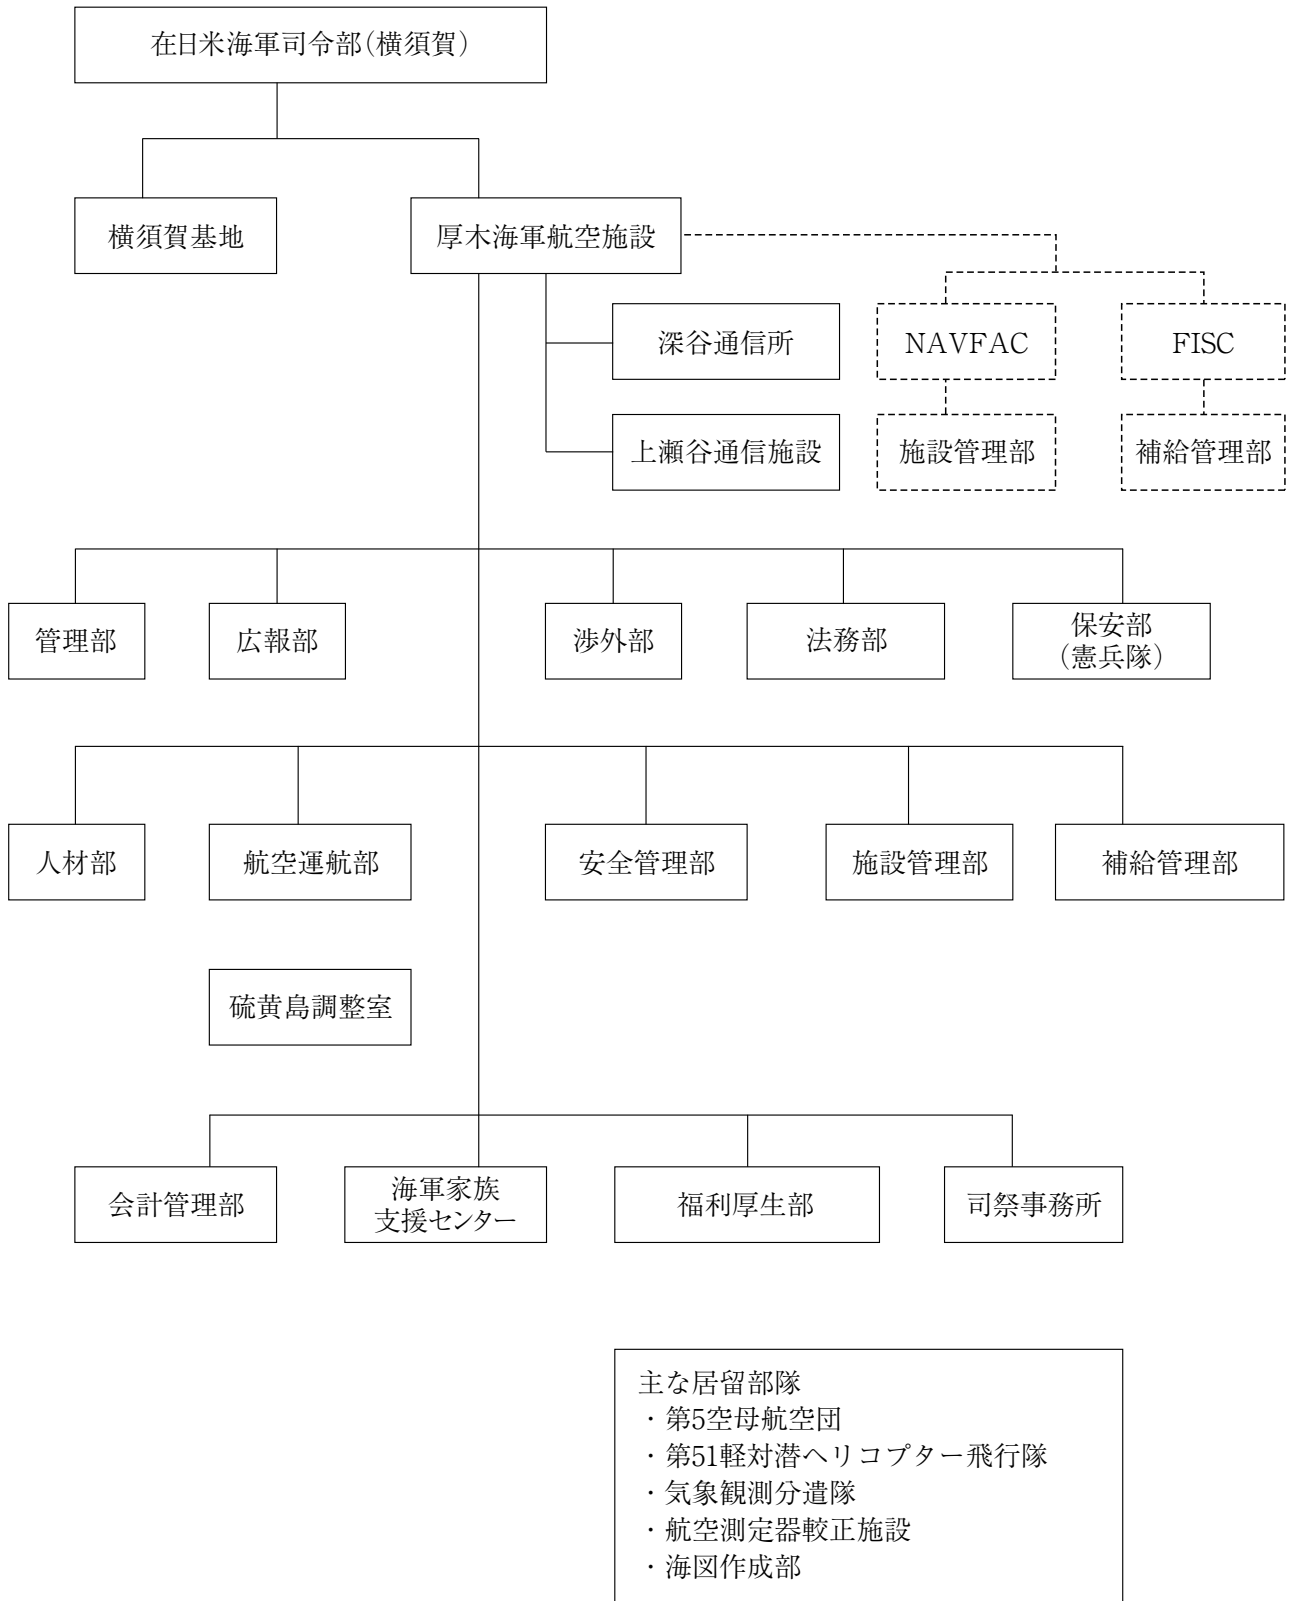 在日米海軍司令部（横須賀）
横須賀基地
厚木海軍航空施設
深谷通信所
NAVFAC
FISC
上瀬谷通信施設
施設管理部
補給管理部
管理部
広報部
渉外部
法務部
保安部
（憲兵隊）
人材部
航空運航部
安全管理部
施設管理部
補給管理部
硫黄島調整室
会計管理部
海軍家族
支援センター
福利厚生部
司祭事務所
主な居留部隊
・第5空母航空団
・第51軽対潜ヘリコプター飛行隊
・気象観測分遣隊
・航空測定器較正施設
・海図作成部